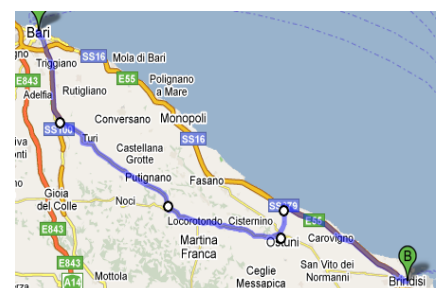 Bari
SS16
Mola di Bari
Triggiano
E843
E55
Polignano
a Mare
Adelfia
Rutigliano
Conversano
Monopoli
SS100
Turi
SS16
Castellana
Grotte
Putignano
Fasano
Gioia
del Colle
Noci
SS379
E55
Locorotondo
Cisternino
Ostuni
Carovigno
E843
Martina
Franca
B
San Vito dei
Normanni
Brindisi
E843
Mottola
Ceglie
Messapica
A14